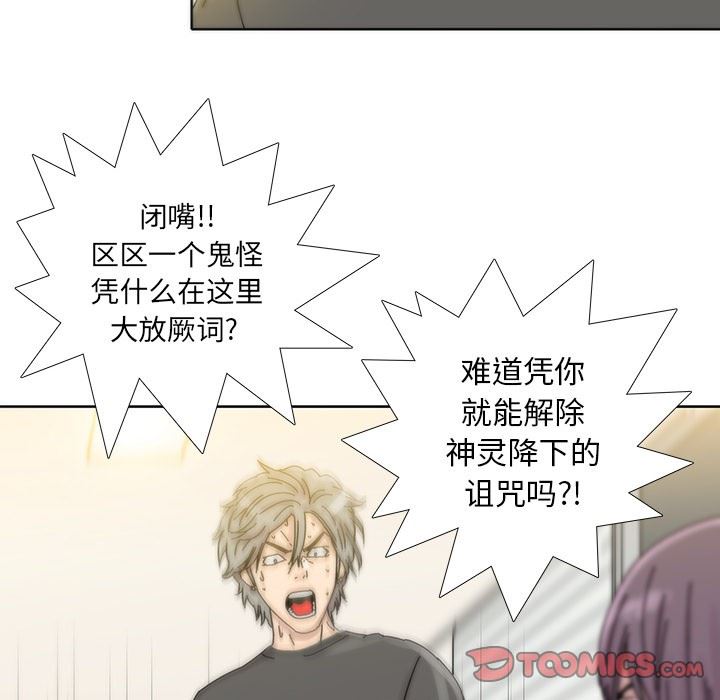 闭嘴!!
区区一个鬼怪
凭什么在这里
大放厥词?
难道凭你
就能解除
神灵降下的
诅咒吗?!
TOOMICS.COM